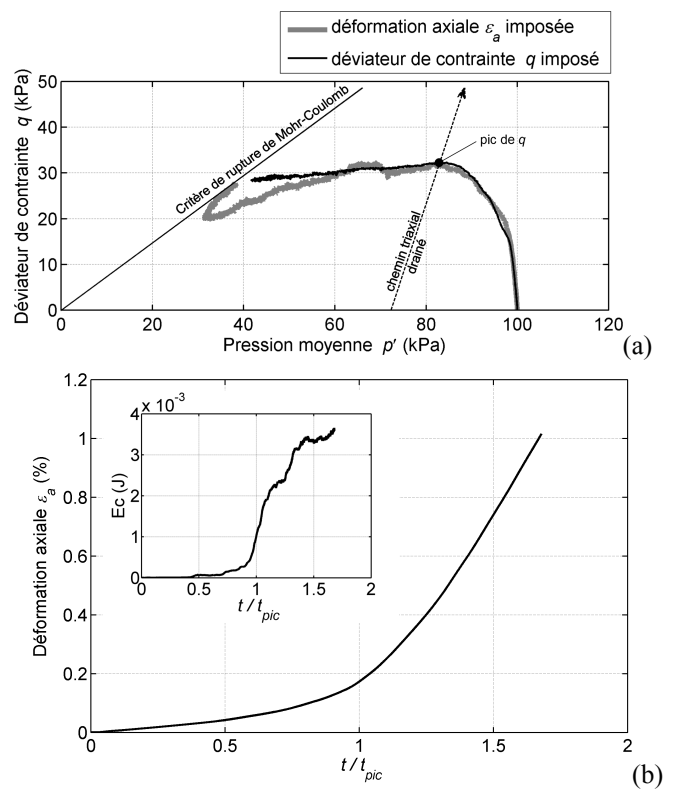 déformation axiale εa imposée
déviateur de contrainte q imposé
50
40
30
20
10
0
Déviateur de contrainte q (kPa)
Critère de rupture de Mohr-Coulomb
pic de q
chemin triaxial
drainé
0 20 40 60 80 100 120
Pression moyenne p' (kPa)
(a)
1.2
1
0.8
0.6
0.4
0.2
0
Déformation axiale εa (%)
4 x 10-3
3
2
1
0
Ec (J)
0 0.5 1 1.5 2
t / tpic
0 0.5 1 1.5 2
t / tpic
(b)